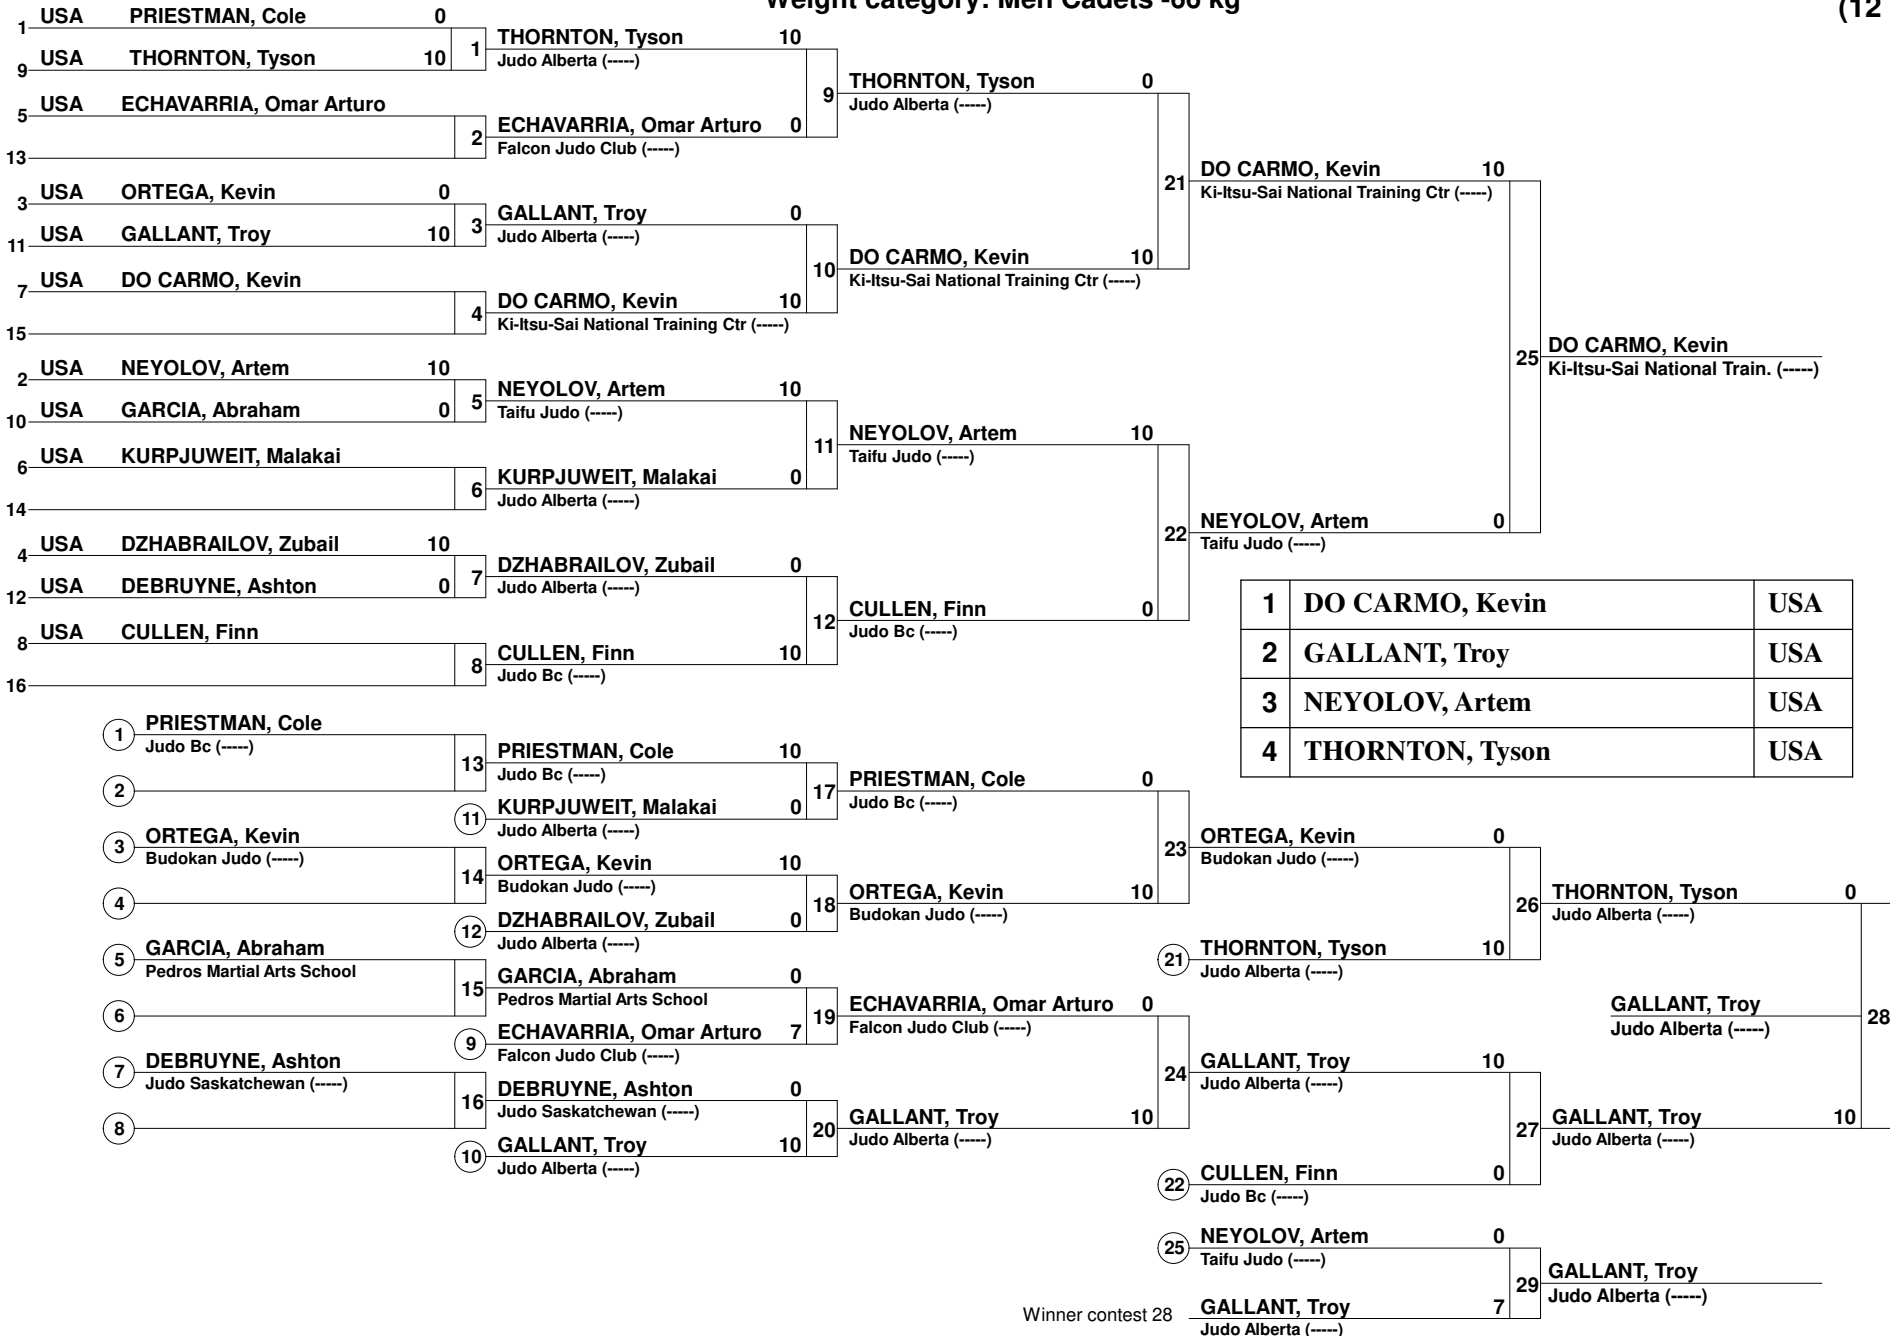 Weight category: Men Cadets -66 kg
(12
1 USA PRIESTMAN, Cole 0
9 USA THORNTON, Tyson 10
1
5 USA ECHAVARRIA, Omar Arturo
13
2
3 USA ORTEGA, Kevin 0
11 USA GALLANT, Troy 10
3
7 USA DO CARMO, Kevin
15
4
2 USA NEYOLOV, Artem 10
10 USA GARCIA, Abraham 0
5
6 USA KURPJUWEIT, Malakai
14
6
4 USA DZHABRAILOV, Zubail 10
12 USA DEBRUYNE, Ashton 0
7
8 USA CULLEN, Finn
16
8
THORNTON, Tyson 10
Judo Alberta (-----)
ECHAVARRIA, Omar Arturo 0
Falcon Judo Club (-----)
9
GALLANT, Troy 0
Judo Alberta (-----)
DO CARMO, Kevin 10
Ki-Itsu-Sai National Training Ctr (-----)
10
NEYOLOV, Artem 10
Taifu Judo (-----)
KURPJUWEIT, Malakai 0
Judo Alberta (-----)
11
DZHABRAILOV, Zubail 0
Judo Alberta (-----)
CULLEN, Finn 10
Judo Bc (-----)
12
THORNTON, Tyson 0
Judo Alberta (-----)
DO CARMO, Kevin 10
Ki-Itsu-Sai National Training Ctr (-----)
21
NEYOLOV, Artem 10
Taifu Judo (-----)
CULLEN, Finn 0
Judo Bc (-----)
22
DO CARMO, Kevin 10
Ki-Itsu-Sai National Training Ctr (-----)
NEYOLOV, Artem 0
Taifu Judo (-----)
25
DO CARMO, Kevin
Ki-Itsu-Sai National Train. (-----)
1 DO CARMO, Kevin USA
2 GALLANT, Troy USA
3 NEYOLOV, Artem USA
4 THORNTON, Tyson USA
1 PRIESTMAN, Cole
Judo Bc (-----)
2
13
3 ORTEGA, Kevin
Budokan Judo (-----)
4
14
5 GARCIA, Abraham
Pedros Martial Arts School
6
15
7 DEBRUYNE, Ashton
Judo Saskatchewan (-----)
8
16
PRIESTMAN, Cole 10
Judo Bc (-----)
11 KURPJUWEIT, Malakai 0
Judo Alberta (-----)
17
ORTEGA, Kevin 10
Budokan Judo (-----)
12 DZHABRAILOV, Zubail 0
Judo Alberta (-----)
18
GARCIA, Abraham 0
Pedros Martial Arts School
9 ECHAVARRIA, Omar Arturo 7
Falcon Judo Club (-----)
19
DEBRUYNE, Ashton 0
Judo Saskatchewan (-----)
10 GALLANT, Troy 10
Judo Alberta (-----)
20
PRIESTMAN, Cole 0
Judo Bc (-----)
ORTEGA, Kevin 10
Budokan Judo (-----)
23
ECHAVARRIA, Omar Arturo 0
Falcon Judo Club (-----)
GALLANT, Troy 10
Judo Alberta (-----)
24
ORTEGA, Kevin 0
Budokan Judo (-----)
21 THORNTON, Tyson 10
Judo Alberta (-----)
26
GALLANT, Troy 10
Judo Alberta (-----)
22 CULLEN, Finn 0
Judo Bc (-----)
27
THORNTON, Tyson 0
Judo Alberta (-----)
GALLANT, Troy
Judo Alberta (-----)
28
GALLANT, Troy 10
Judo Alberta (-----)
25 NEYOLOV, Artem 0
Taifu Judo (-----)
Winner contest 28 GALLANT, Troy 7
Judo Alberta (-----)
29
GALLANT, Troy
Judo Alberta (-----)